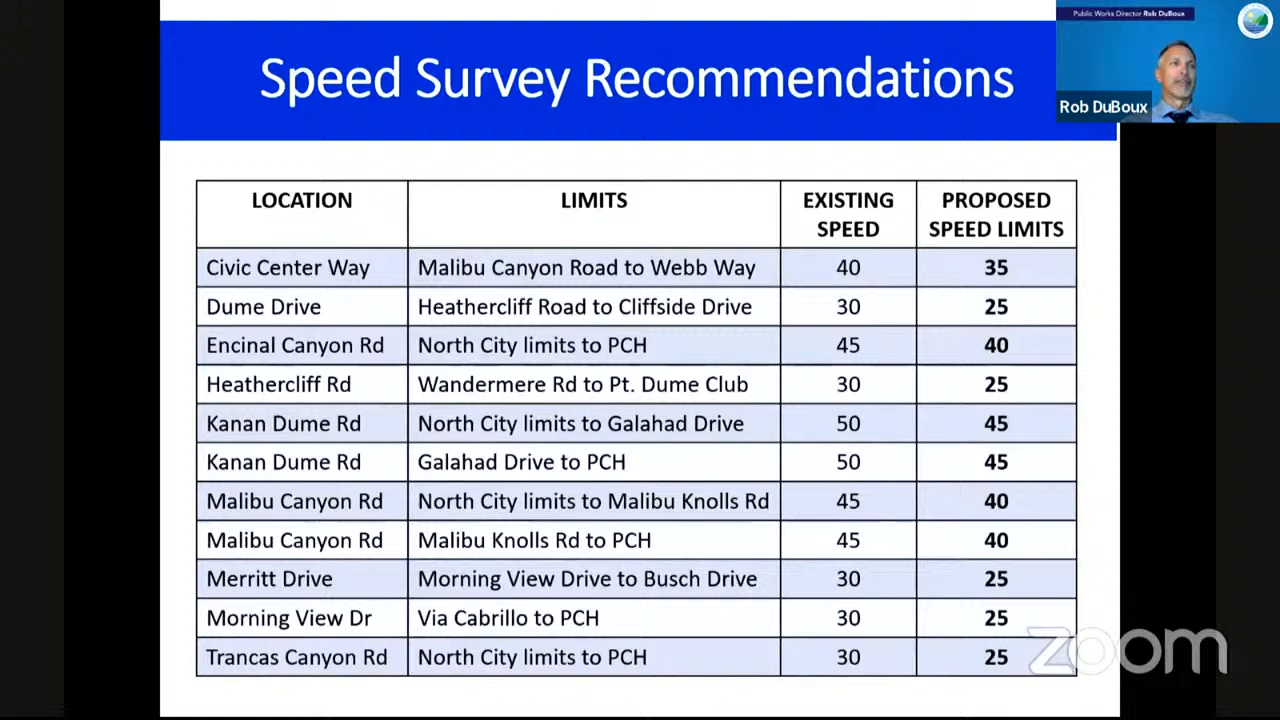 Public Works Director Rob DuBoux
Rob DuBoux
Speed Survey Recommendations
LOCATION LIMITS EXISTING SPEED PROPOSED SPEED LIMITS
Civic Center Way Malibu Canyon Road to Webb Way 40 35
Dume Drive Heathercliff Road to Cliffside Drive 30 25
Encinal Canyon Rd North City limits to PCH 45 40
Heathercliff Rd Wandermere Rd to Pt. Dume Club 30 25
Kanan Dume Rd North City limits to Galahad Drive 50 45
Kanan Dume Rd Galahad Drive to PCH 50 45
Malibu Canyon Rd North City limits to Malibu Knolls Rd 45 40
Malibu Canyon Rd Malibu Knolls Rd to PCH 45 40
Merritt Drive Morning View Drive to Busch Drive 30 25
Morning View Dr Via Cabrillo to PCH 30 25
Trancas Canyon Rd North City limits to PCH 30 25
zoom